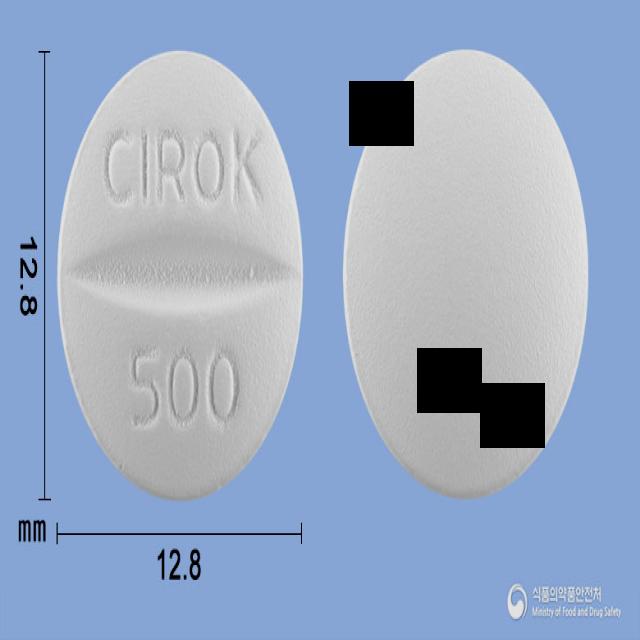 CIROK
500
12.8
mm
12.8
식품의약품안전처
Ministry of Food and Drug Safety